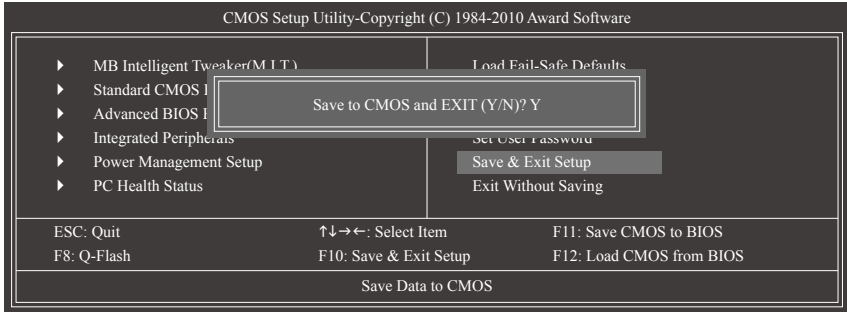 CMOS Setup Utility-Copyright (C) 1984-2010 Award Software
MB Intelligent Tweaker(M.I.T.)
Standard CMOS
Advanced BIOS
Integrated Peripherals
Power Management Setup
PC Health Status
Load Fail-Safe Defaults
Set User Password
Save & Exit Setup
Exit Without Saving
Save to CMOS and EXIT (Y/N)? Y
ESC: Quit ↑↓→←: Select Item F11: Save CMOS to BIOS
F8: Q-Flash F10: Save & Exit Setup F12: Load CMOS from BIOS
Save Data to CMOS